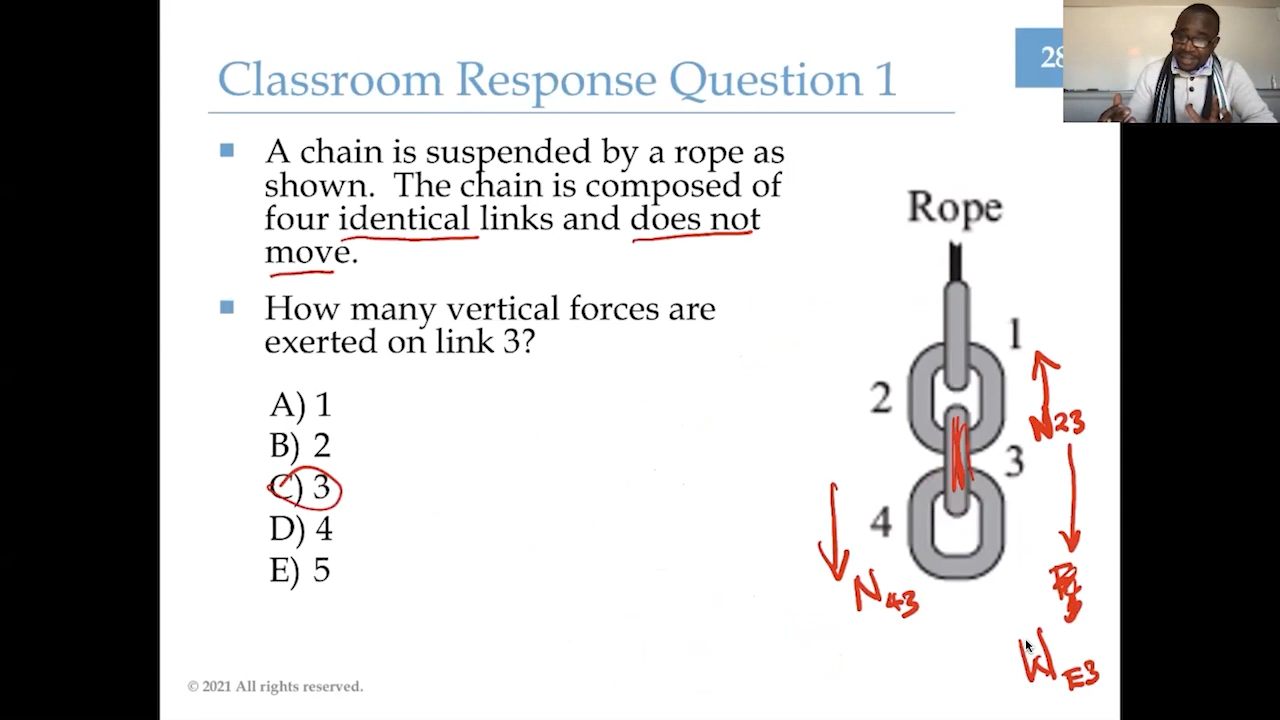 28
Classroom Response Question 1
A chain is suspended by a rope as
shown. The chain is composed of
four identical links and does not
move.
How many vertical forces are
exerted on link 3?
A) 1
B) 2
C) 3
D) 4
E) 5
Rope
1
2
3
4
N23
N43
WE3
© 2021 All rights reserved.